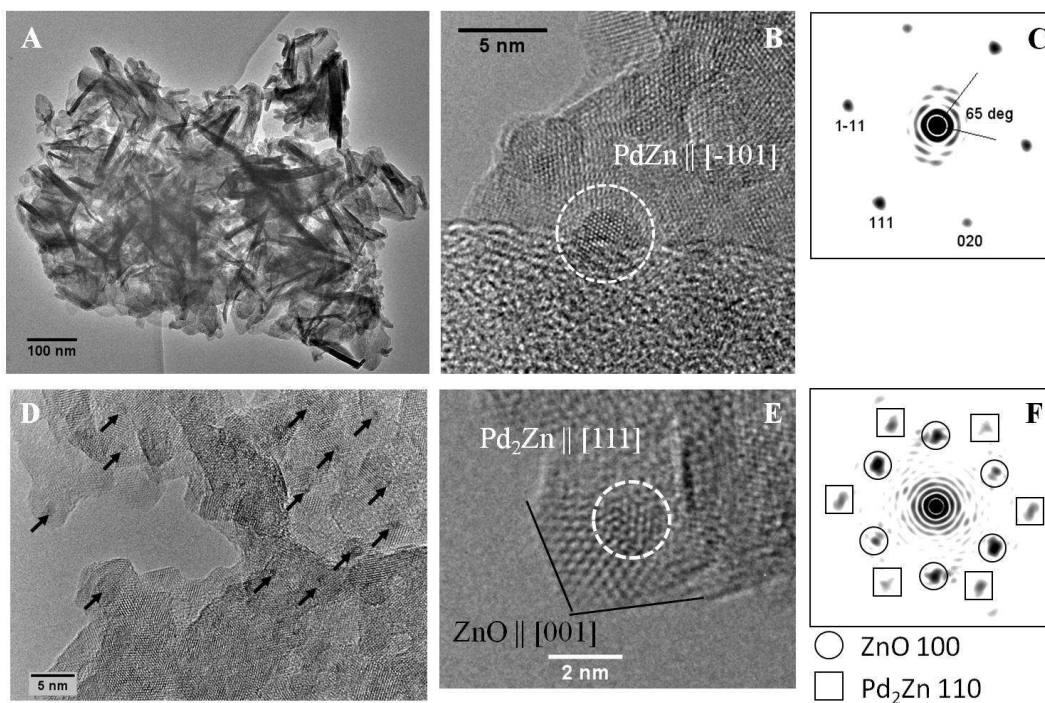 A
100 nm
5 nm
B
PdZn || [-101]
C
65 deg
1-11
111
020
D
5 nm
E
Pd₂Zn || [111]
ZnO || [001]
2 nm
F
ZnO 100
Pd₂Zn 110